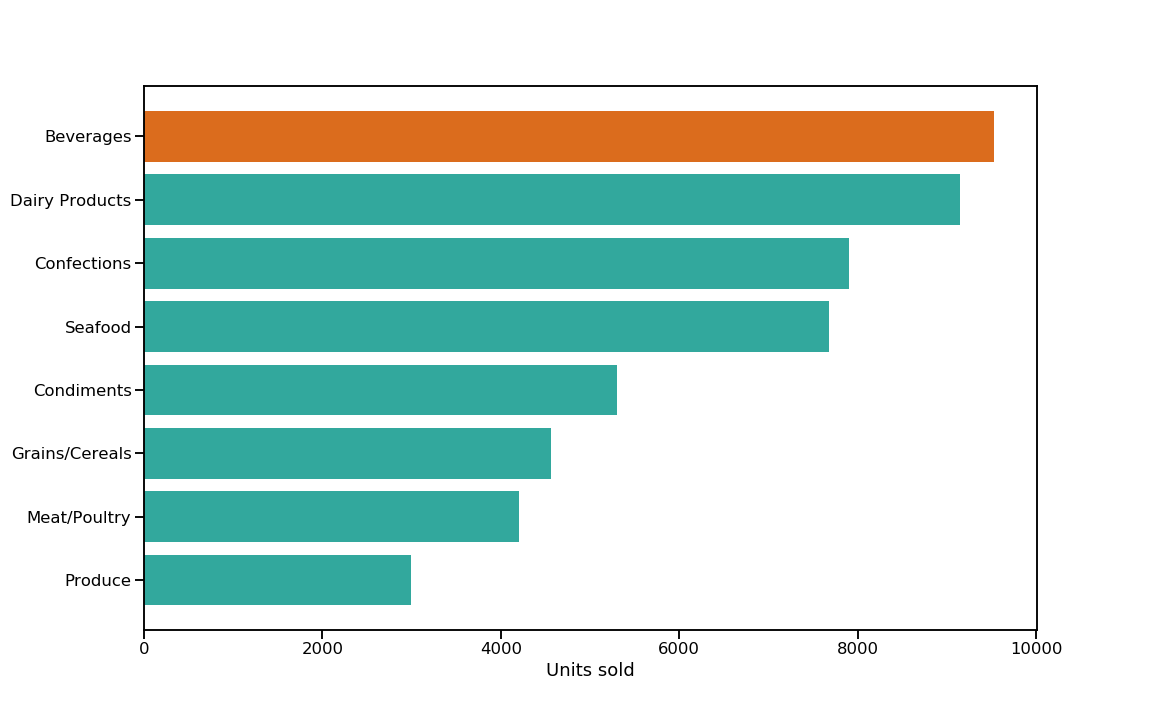 Beverages
Dairy Products
Confections
Seafood
Condiments
Grains/Cereals
Meat/Poultry
Produce
0 2000 4000 6000 8000 10000
Units sold